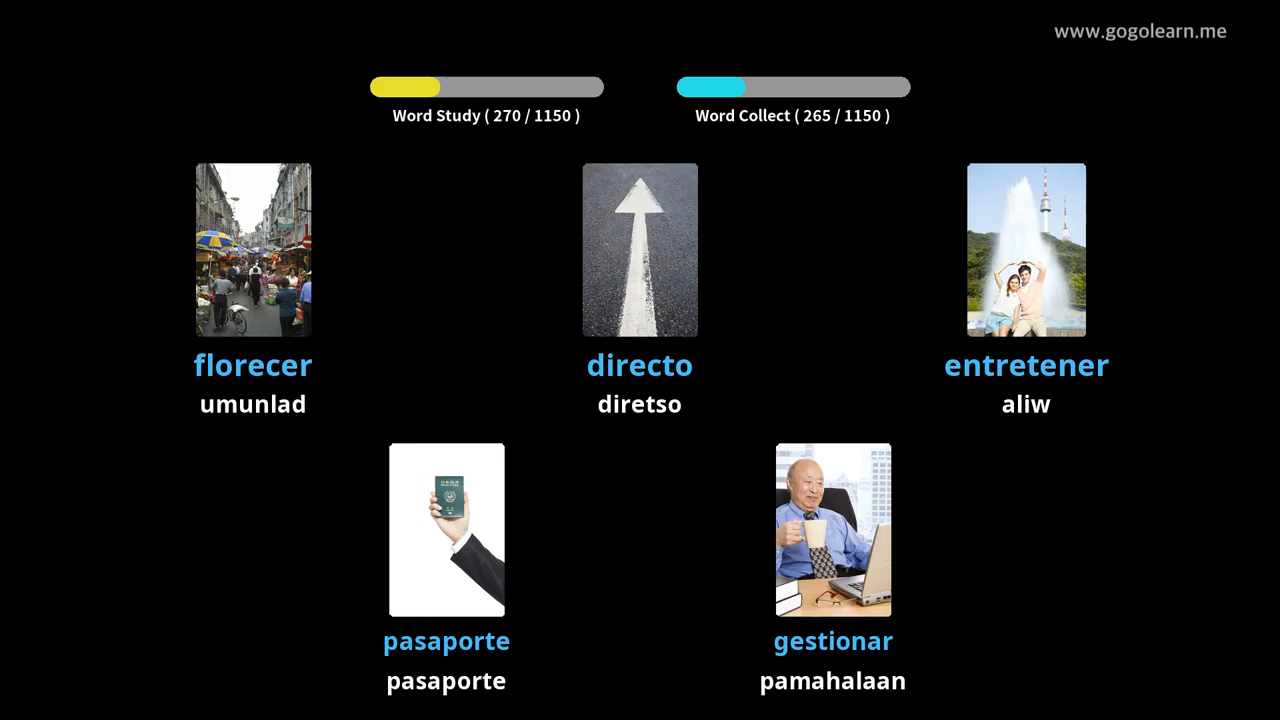 www.gogolearn.me
Word Study ( 270 / 1150 )
Word Collect ( 265 / 1150 )
florecer
directo
entretener
umunlad
diretso
aliw
pasaporte
gestionar
pasaporte
pamahalaan